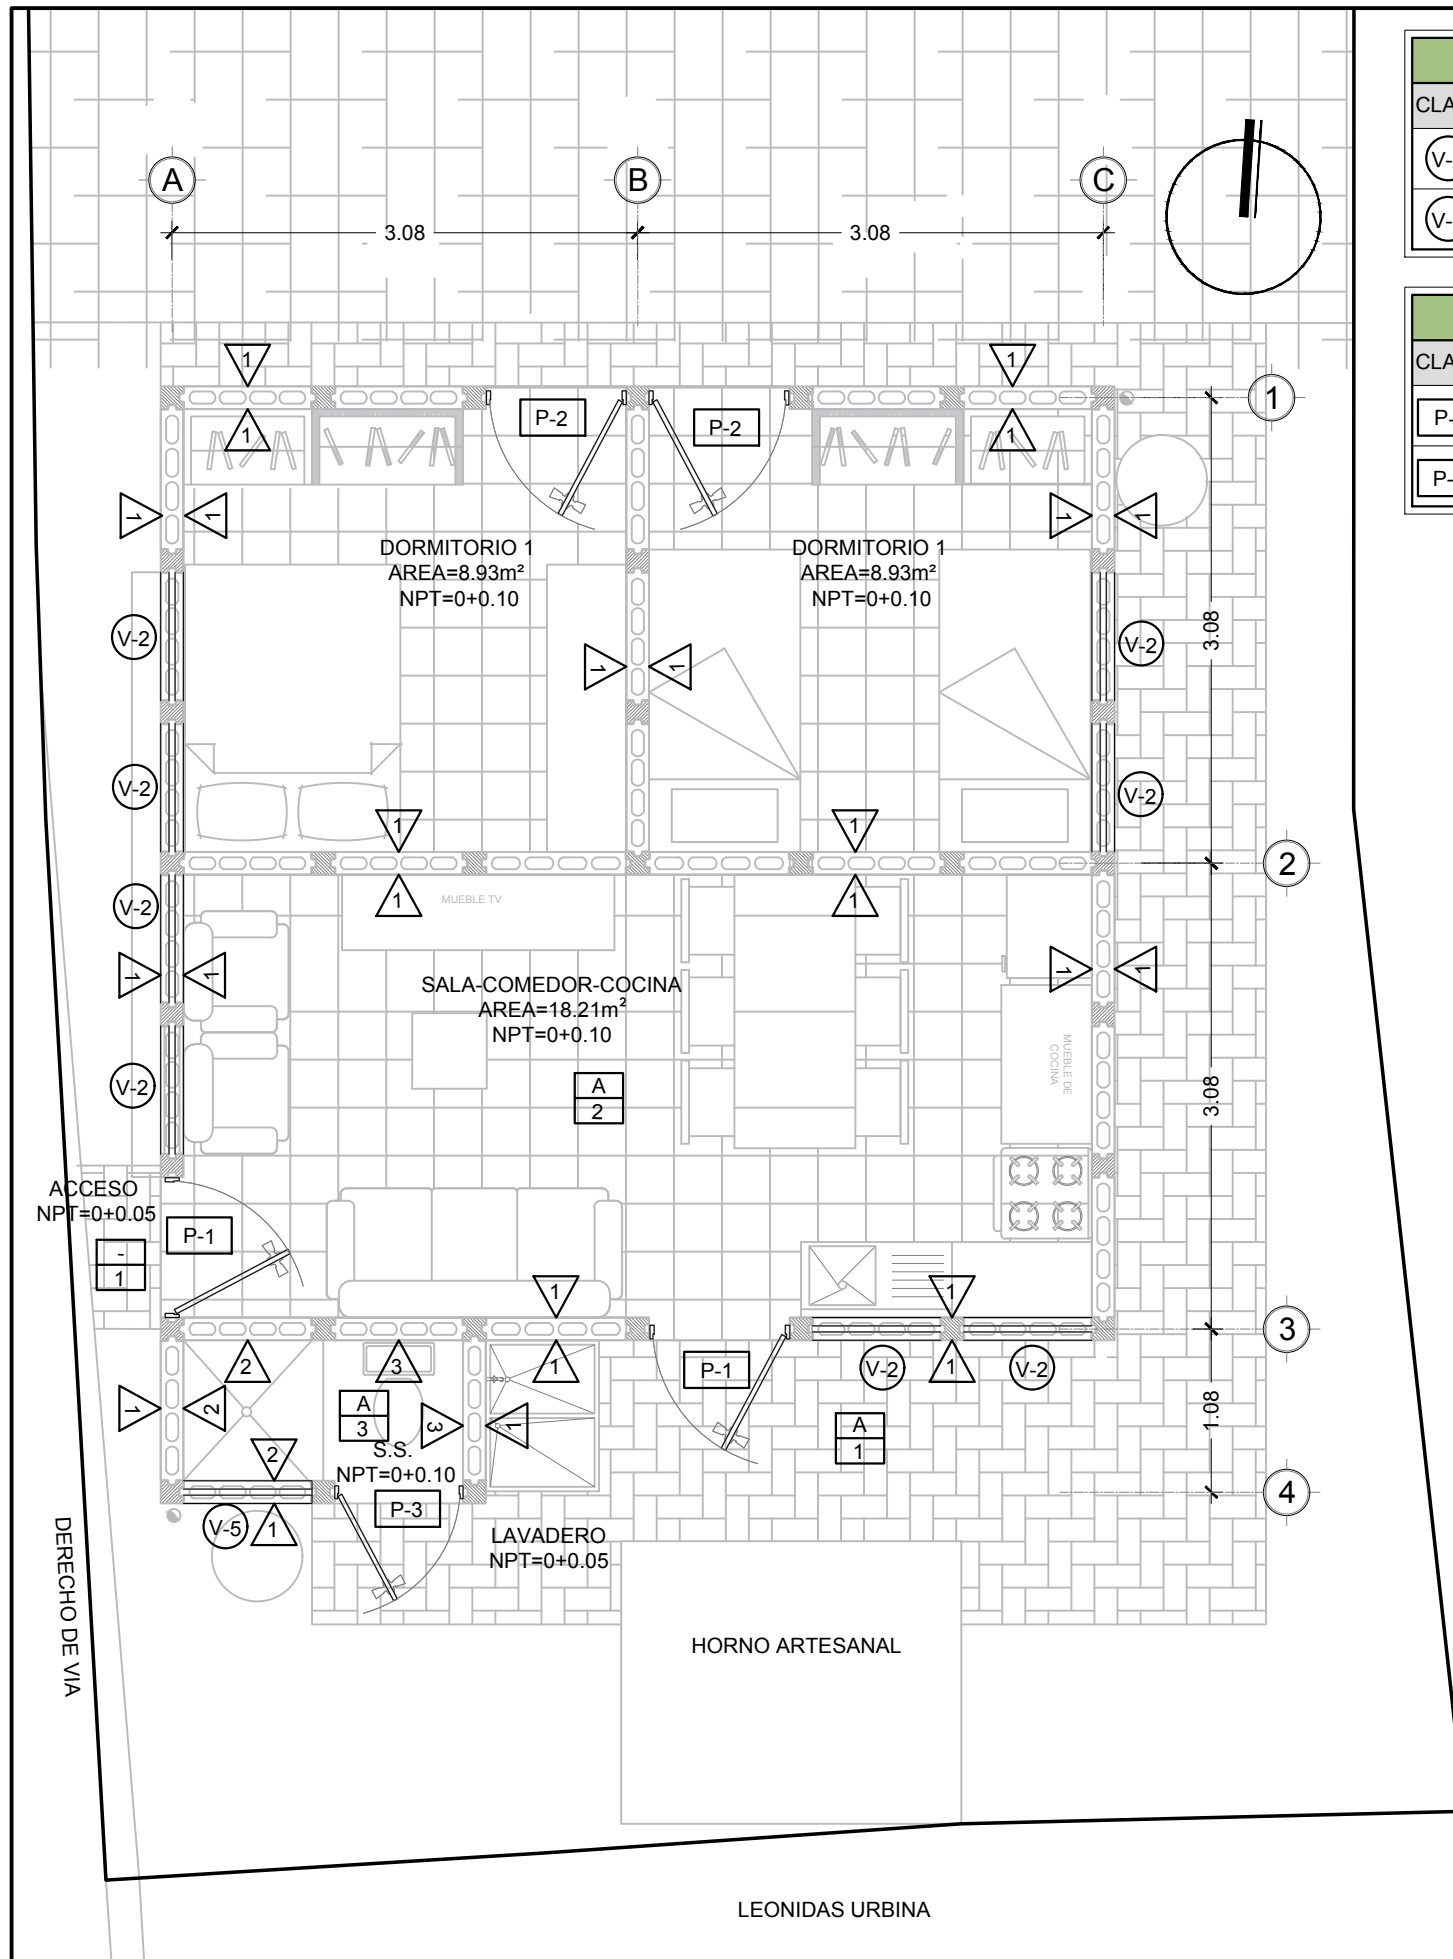 A
B
C
3.08
3.08
CLA
V-
V-
CLA
P-
P-
1
1
1
P-2
P-2
1
1
1
1
1
1
DORMITORIO 1
AREA=8.93m²
NPT=0+0.10
DORMITORIO 1
AREA=8.93m²
NPT=0+0.10
V-2
V-2
3.08
1
1
V-2
V-2
1
1
2
V-2
MUEBLE TV
1
1
1
1
1
1
SALA-COMEDOR-COCINA
AREA=18.21m²
NPT=0+0.10
MUEBLE DE
COCINA
V-2
A
2
3.08
ACCESO
NPT=0+0.05
P-1
-
1
1
1
3
2
3
1
P-1
V-2
1
V-2
1
2
A
3
3
1
A
1
1.08
S.S.
NPT=0+0.10
2
P-3
4
V-5
1
LAVADERO
NPT=0+0.05
DERECHO DE VIA
HORNO ARTESANAL
LEONIDAS URBINA